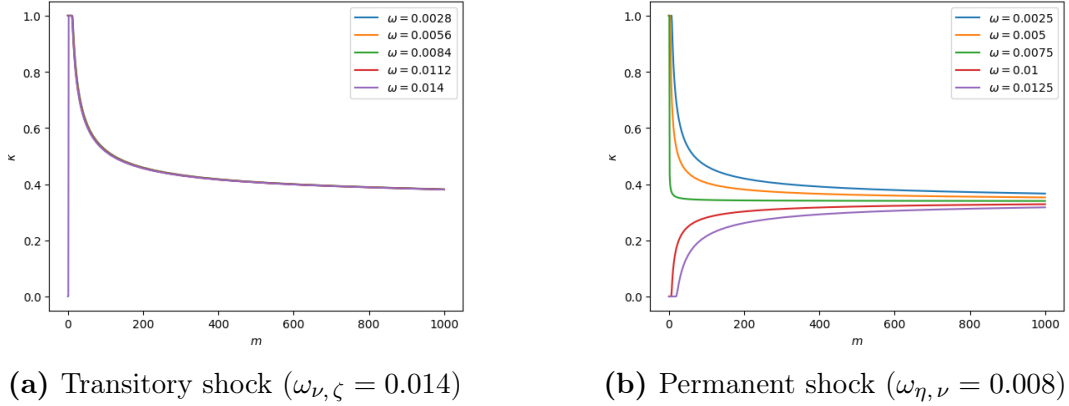 1.0
0.8
0.6
0.4
0.2
0.0
κ
0 200 400 600 800 1000
m
ω = 0.0028
ω = 0.0056
ω = 0.0084
ω = 0.0112
ω = 0.014
(a) Transitory shock (ω_{ν, ζ} = 0.014)
1.0
0.8
0.6
0.4
0.2
0.0
κ
0 200 400 600 800 1000
m
ω = 0.0025
ω = 0.005
ω = 0.0075
ω = 0.01
ω = 0.0125
(b) Permanent shock (ω_{η, ν} = 0.008)